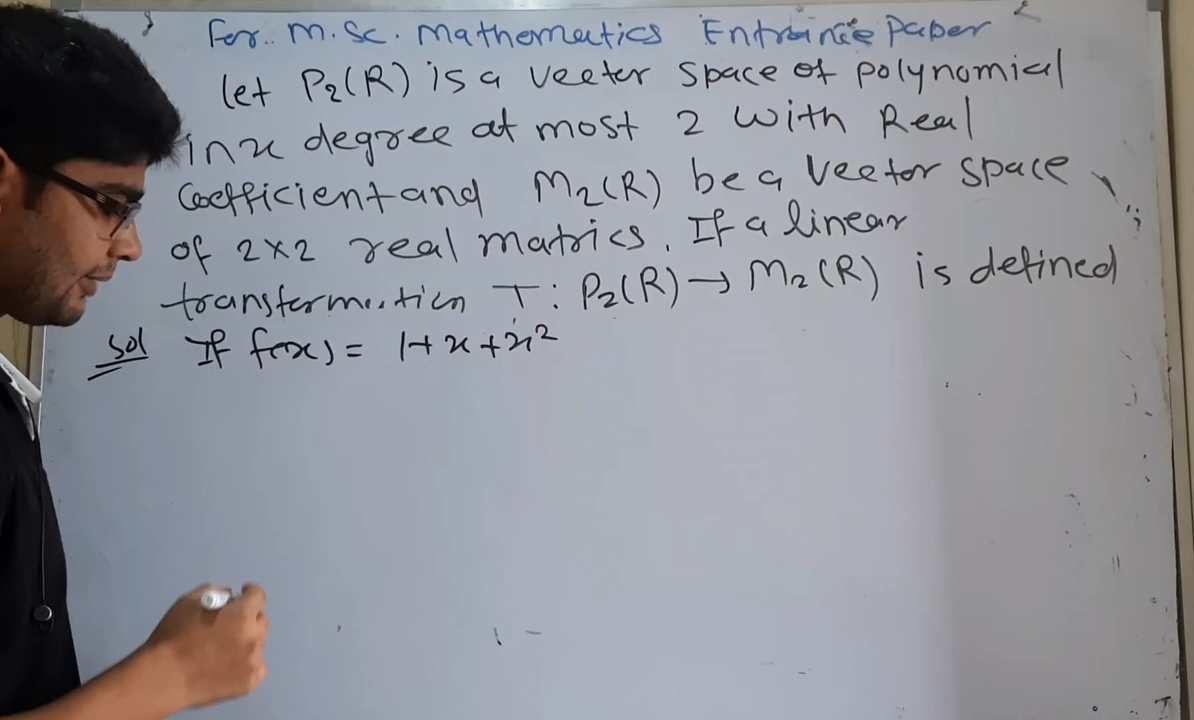 For.. M.Sc. Mathematics Entrance Paper
let P₂(R) is a Vector Space of polynomial
in x degree at most 2 with Real
Coefficient and M₂(R) be a Vector space
of 2×2 real matrics. If a linear
transformation T: P₂(R) → M₂(R) is defined
Sol If f(x) = 1+x+x²